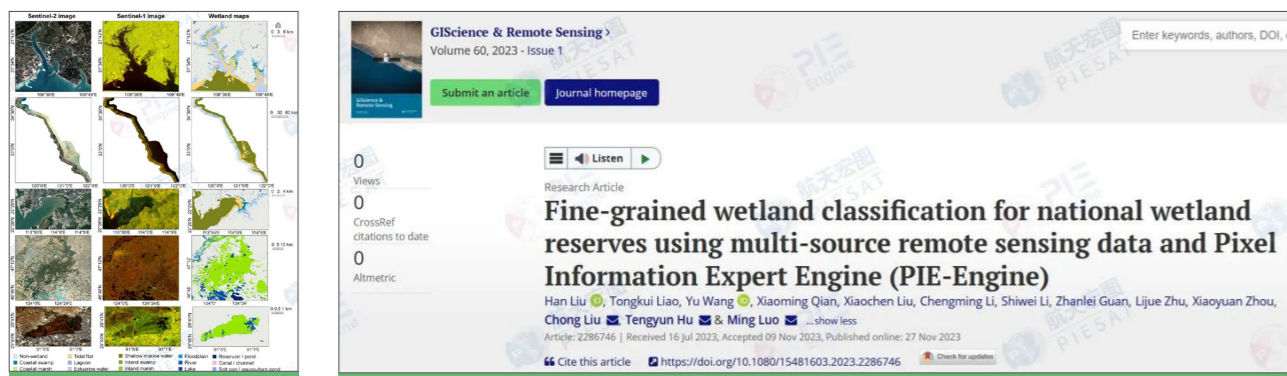 Sentinel-2 image Sentinel-1 image Wetland maps
Non-wetland Tidal flat Shallow marine water Floodplain Reservoir / pond
Coastal swamp Lagoon Inland swamp River Canal / channel
Coastal marsh Estuarine water Inland marsh Lake Salt pan / aquaculture pond
GIScience & Remote Sensing >
Volume 60, 2023 - Issue 1
Enter keywords, authors, DOI,
Submit an article Journal homepage
0
Views
0
CrossRef
citations to date
0
Altmetric
Listen
Research Article
Fine-grained wetland classification for national wetland
reserves using multi-source remote sensing data and Pixel
Information Expert Engine (PIE-Engine)
Han Liu, Tongkui Liao, Yu Wang, Xiaoming Qian, Xiaochen Liu, Chengming Li, Shiwei Li, Zhanlei Guan, Lijue Zhu, Xiaoyuan Zhou,
Chong Liu, Tengyun Hu & Ming Luo ...show less
Article: 2286746 | Received 16 Jul 2023, Accepted 09 Nov 2023, Published online: 27 Nov 2023
Cite this article https://doi.org/10.1080/15481603.2023.2286746 Check for updates
航天宏图
PIESAT
PIE
Engine